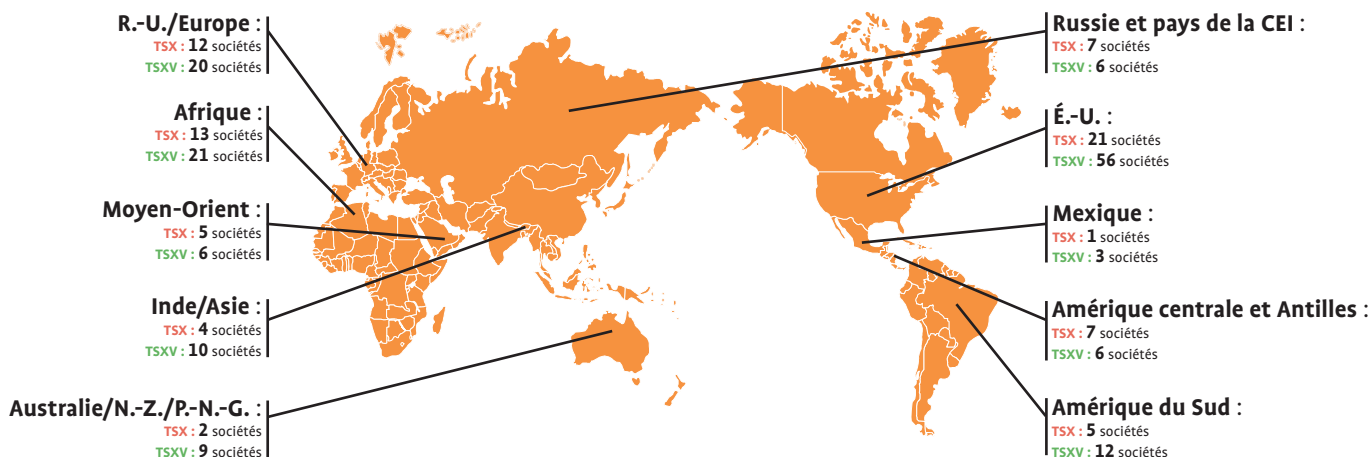 R.-U./Europe :
TSX : 12 sociétés
TSXV : 20 sociétés
Afrique :
TSX : 13 sociétés
TSXV : 21 sociétés
Moyen-Orient :
TSX : 5 sociétés
TSXV : 6 sociétés
Inde/Asie :
TSX : 4 sociétés
TSXV : 10 sociétés
Australie/N.-Z./P.-N.-G. :
TSX : 2 sociétés
TSXV : 9 sociétés
Russie et pays de la CEI :
TSX : 7 sociétés
TSXV : 6 sociétés
É.-U. :
TSX : 21 sociétés
TSXV : 56 sociétés
Mexique :
TSX : 1 sociétés
TSXV : 3 sociétés
Amérique centrale et Antilles :
TSX : 7 sociétés
TSXV : 6 sociétés
Amérique du Sud :
TSX : 5 sociétés
TSXV : 12 sociétés